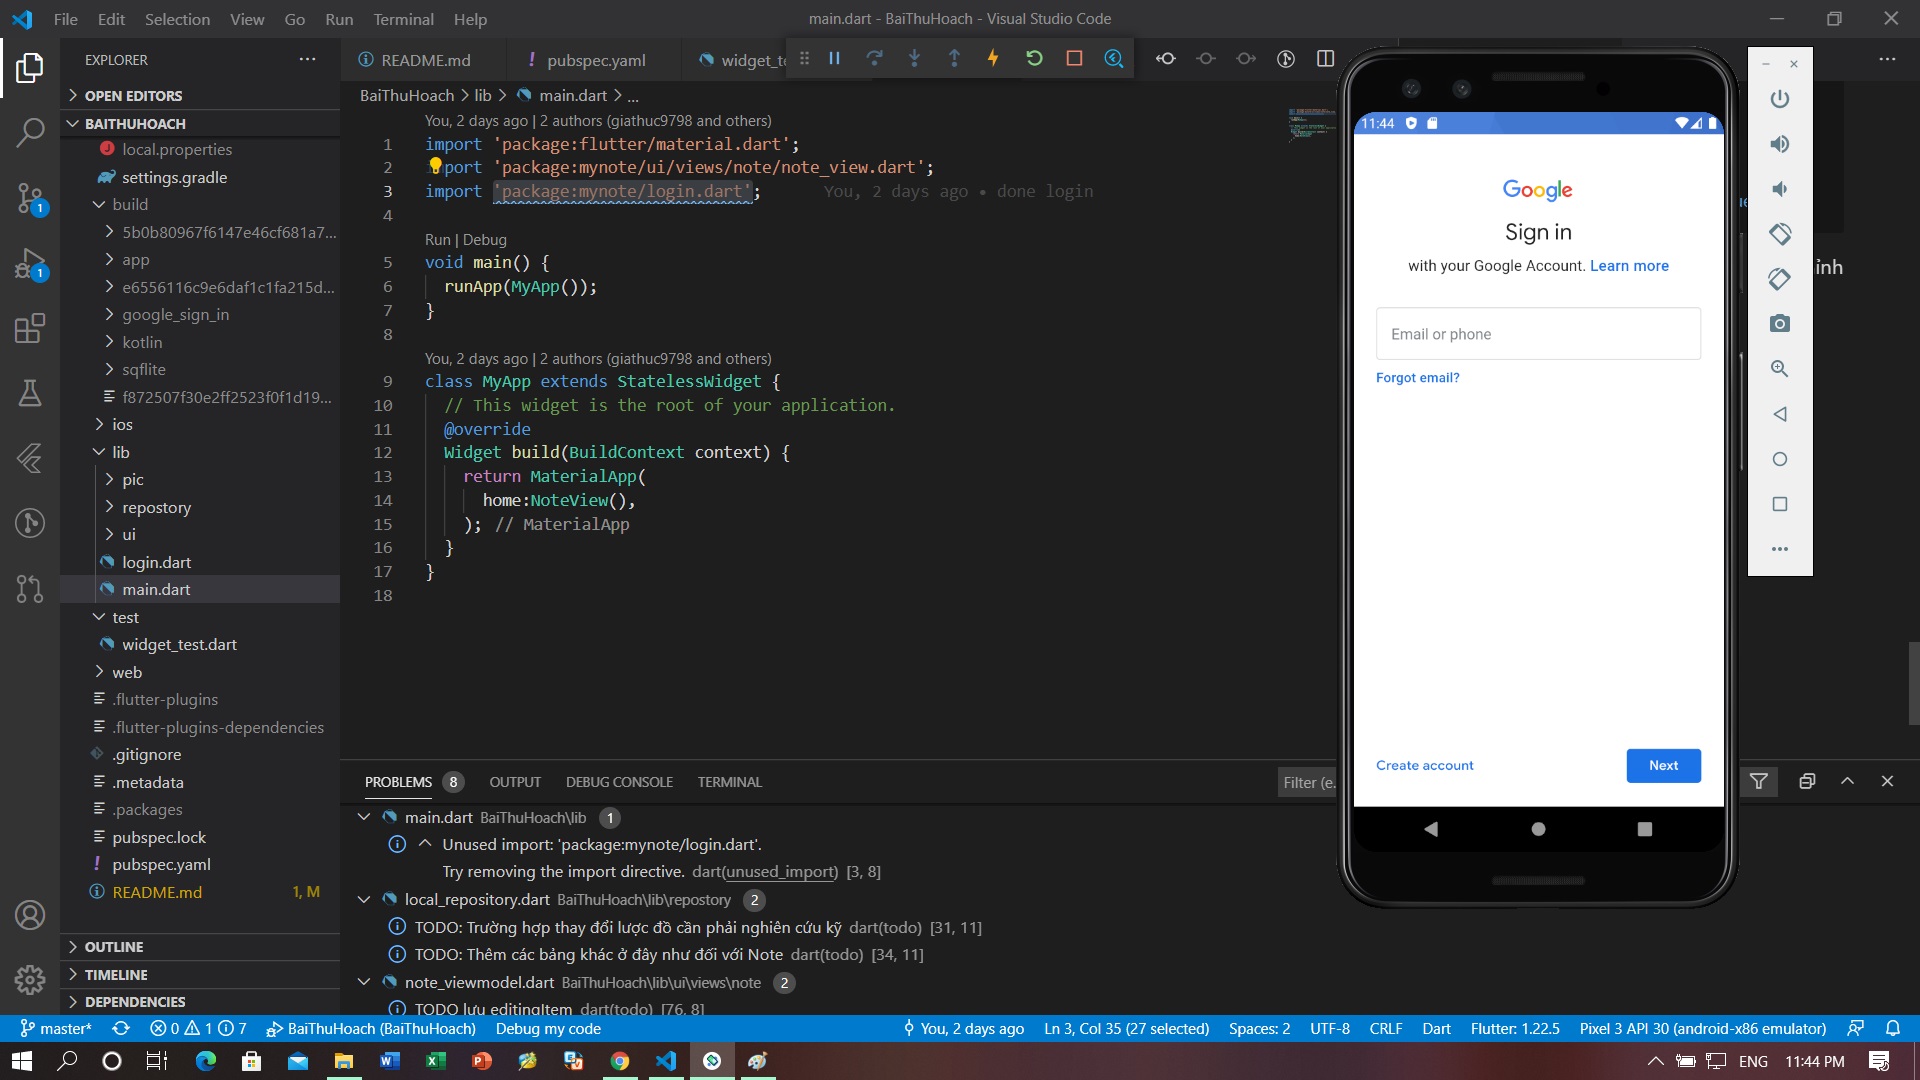 File Edit Selection View Go Run Terminal Help
main.dart - BaiThuHoach - Visual Studio Code
EXPLORER
README.md
pubspec.yaml
widget_t
OPEN EDITORS
BAITHUHOACH
local.properties
settings.gradle
build
5b0b80967f6147e46cf681a7...
app
e6556116c9e6daf1c1fa215d...
google_sign_in
kotlin
sqflite
f872507f30e2ff2523f0f1d19...
ios
lib
pic
repostory
ui
login.dart
main.dart
test
widget_test.dart
web
.flutter-plugins
.flutter-plugins-dependencies
.gitignore
.metadata
.packages
pubspec.lock
pubspec.yaml
README.md 1, M
OUTLINE
TIMELINE
DEPENDENCIES
1
1
BaiThuHoach > lib > main.dart > ...
You, 2 days ago | 2 authors (giathuc9798 and others)
1 import 'package:flutter/material.dart';
2 import 'package:mynote/ui/views/note/note_view.dart';
3 import 'package:mynote/login.dart'; You, 2 days ago • done login
4
Run | Debug
5 void main() {
6 runApp(MyApp());
7 }
8
You, 2 days ago | 2 authors (giathuc9798 and others)
9 class MyApp extends StatelessWidget {
10 // This widget is the root of your application.
11 @override
12 Widget build(BuildContext context) {
13 return MaterialApp(
14 home:NoteView(),
15 ); // MaterialApp
16 }
17 }
18
PROBLEMS 8 OUTPUT DEBUG CONSOLE TERMINAL
Filter (e.
main.dart BaiThuHoach\lib 1
Unused import: 'package:mynote/login.dart'.
Try removing the import directive. dart(unused_import) [3, 8]
local_repository.dart BaiThuHoach\lib\repostory 2
TODO: Trường hợp thay đổi lược đồ cần phải nghiên cứu kỹ dart(todo) [31, 11]
TODO: Thêm các bảng khác ở đây như đối với Note dart(todo) [34, 11]
note_viewmodel.dart BaiThuHoach\lib\ui\views\note 2
TODO lưu editingItem dart(todo) [76, 8]
11:44
Google
Sign in
with your Google Account. Learn more
Email or phone
Forgot email?
Create account
Next
ỉnh
master* 0 1 7 BaiThuHoach (BaiThuHoach) Debug my code
You, 2 days ago Ln 3, Col 35 (27 selected) Spaces: 2 UTF-8 CRLF Dart Flutter: 1.22.5 Pixel 3 API 30 (android-x86 emulator)
ENG 11:44 PM